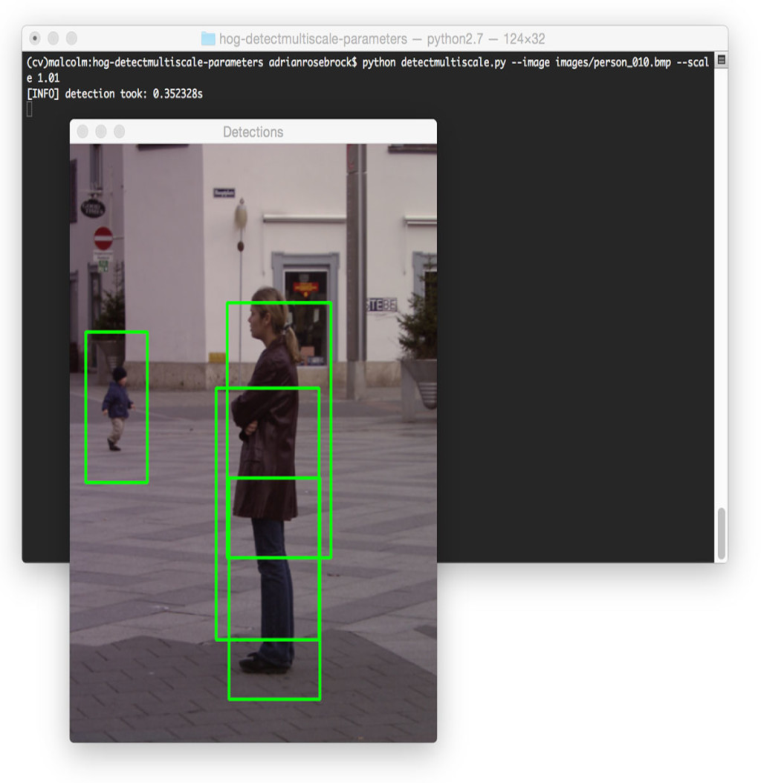 hog-detectmultiscale-parameters — python2.7 — 124×32
(cv)malcolm:hog-detectmultiscale-parameters adrianrosebrock$ python detectmultiscale.py --image images/person_010.bmp --scal
e 1.01
[INFO] detection took: 0.352328s
Detections
TEBE